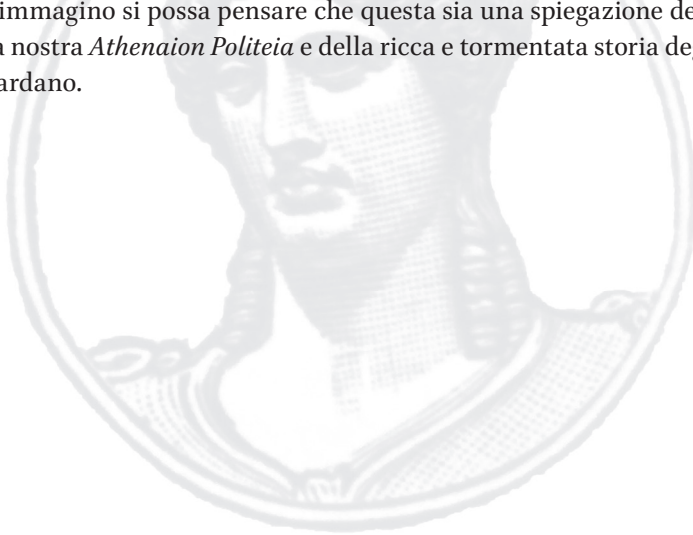 immagino si possa pensare che questa sia una spiegazione de
a nostra Athenaion Politeia e della ricca e tormentata storia deg
ardano.